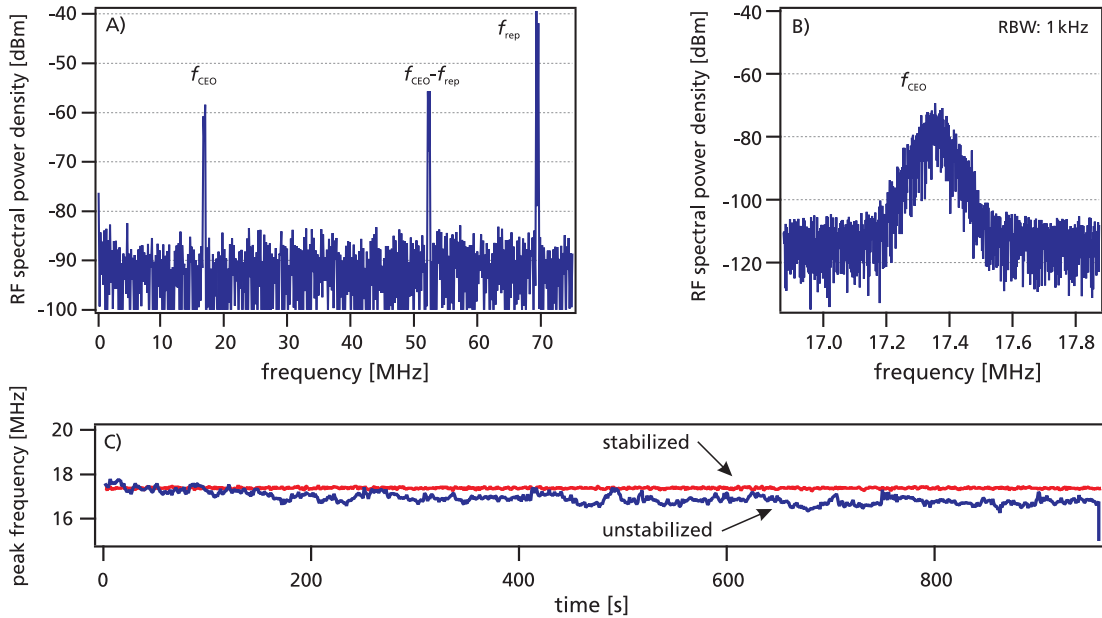 A)
RF spectral power density [dBm]
-40
-50
-60
-70
-80
-90
-100
fCEO
fCEO-frep
frep
0 10 20 30 40 50 60 70
frequency [MHz]
B)
RBW: 1 kHz
RF spectral power density [dBm]
-40
-60
-80
-100
-120
fCEO
17.0 17.2 17.4 17.6 17.8
frequency [MHz]
C)
peak frequency [MHz]
20
18
16
stabilized
unstabilized
0 200 400 600 800
time [s]